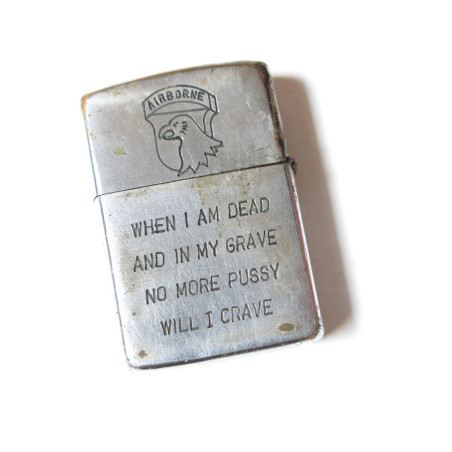 AIRBORNE
WHEN I AM DEAD
AND IN MY GRAVE
NO MORE PUSSY
WILL I CRAVE